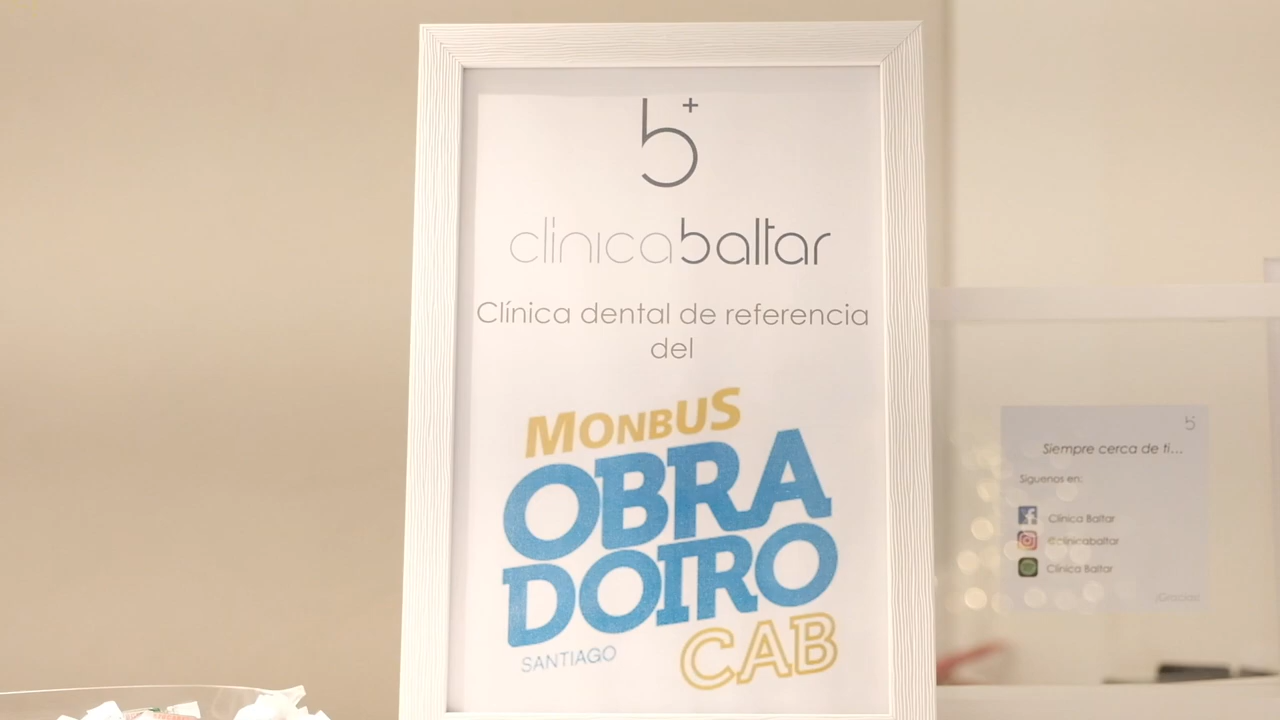 b+
clinicabaltar
Clínica dental de referencia
del
MONBUS
OBRA
DOIRO
SANTIAGO
CAB
b
Siempre cerca de ti...
Síguenos en:
Clínica Baltar
@clinicabaltar
Clínica Baltar
¡Gracias!